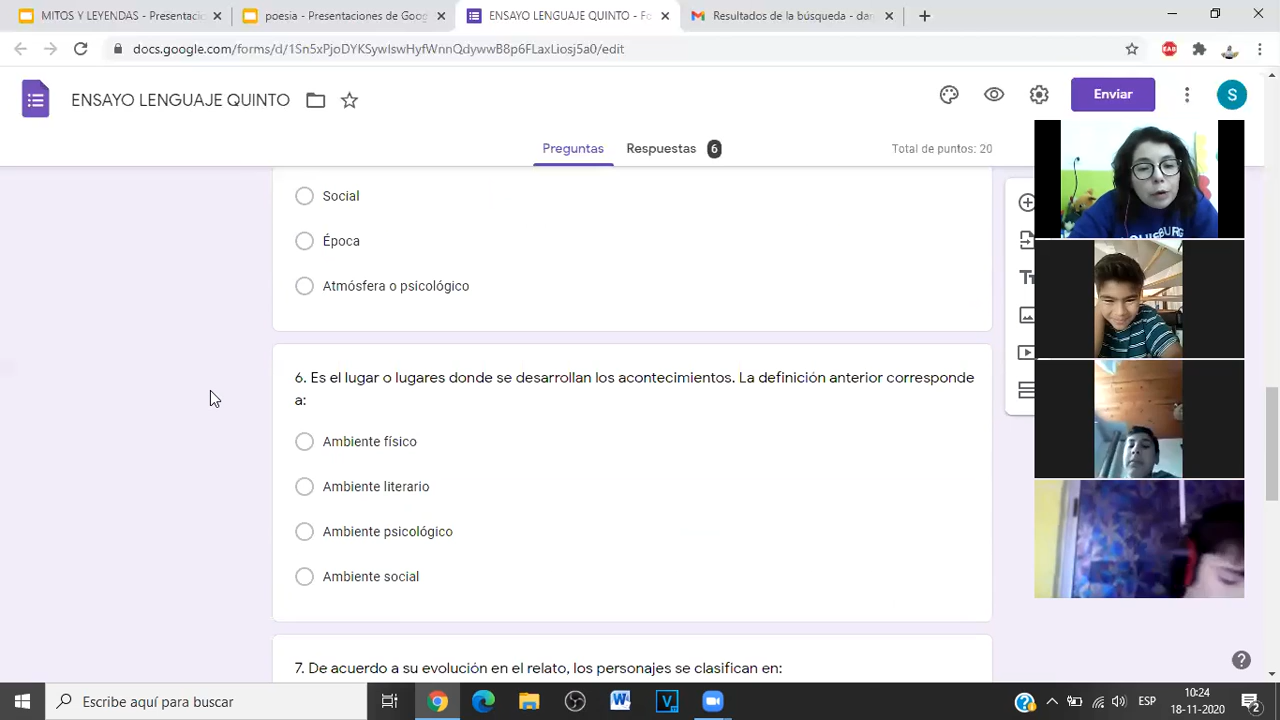 MITOS Y LEYENDAS - Presentacio
poesia - Presentaciones de Goog
ENSAYO LENGUAJE QUINTO - Fo
Resultados de la búsqueda - dan
docs.google.com/forms/d/1Sn5xPjoDYKSywIswHyfWnnQdywwB8p6FLaxLiosj5a0/edit
ENSAYO LENGUAJE QUINTO
Enviar
S
Preguntas
Respuestas 6
Total de puntos: 20
Social
Época
Atmósfera o psicológico
6. Es el lugar o lugares donde se desarrollan los acontecimientos. La definición anterior corresponde
a:
Ambiente físico
Ambiente literario
Ambiente psicológico
Ambiente social
7. De acuerdo a su evolución en el relato, los personajes se clasifican en:
Escribe aquí para buscar
ESP
10:24
18-11-2020
2